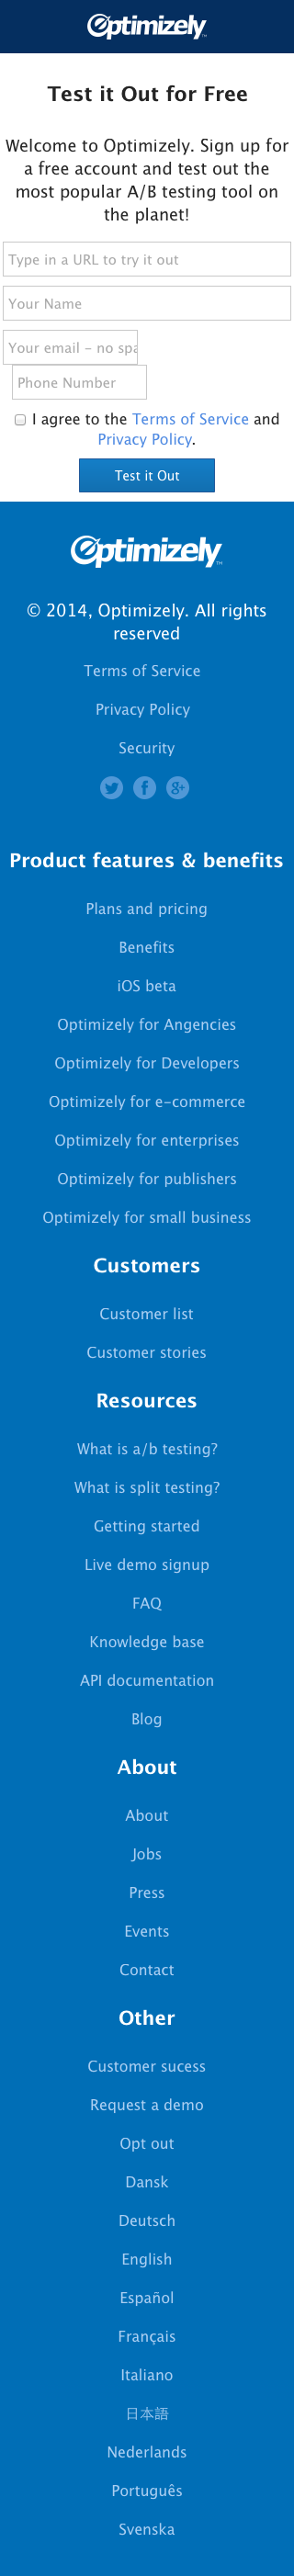 Optimizely
Test it Out for Free
Welcome to Optimizely. Sign up for
a free account and test out the
most popular A/B testing tool on
the planet!
Type in a URL to try it out
Your Name
Your email - no spa
Phone Number
I agree to the Terms of Service and
Privacy Policy.
Test it Out
Optimizely
© 2014, Optimizely. All rights
reserved
Terms of Service
Privacy Policy
Security
Product features & benefits
Plans and pricing
Benefits
iOS beta
Optimizely for Angencies
Optimizely for Developers
Optimizely for e-commerce
Optimizely for enterprises
Optimizely for publishers
Optimizely for small business
Customers
Customer list
Customer stories
Resources
What is a/b testing?
What is split testing?
Getting started
Live demo signup
FAQ
Knowledge base
API documentation
Blog
About
About
Jobs
Press
Events
Contact
Other
Customer sucess
Request a demo
Opt out
Dansk
Deutsch
English
Español
Français
Italiano
日本語
Nederlands
Português
Svenska